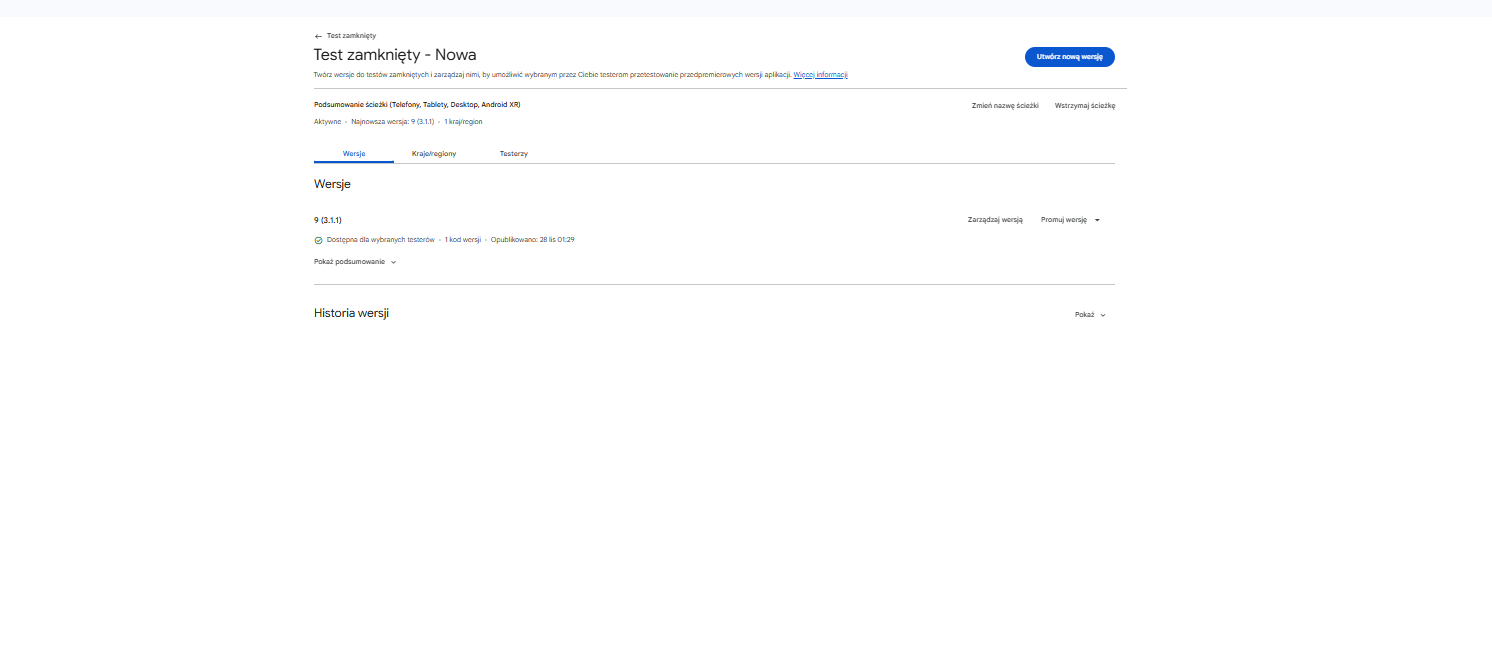 Test zamknięty
Test zamknięty - Nowa
Utwórz nową wersję
Twórz wersje do testów zamkniętych i zarządzaj nimi, by umożliwić wybranym przez Ciebie testerom przetestowanie przedpremierowych wersji aplikacji. Więcej informacji
Podsumowanie ścieżki (Telefony, Tablety, Desktop, Android XR)
Zmień nazwę ścieżki Wstrzymaj ścieżkę
Aktywne · Najnowsza wersja: 9 (3.1.1) · 1 kraj/region
Wersje Kraje/regiony Testerzy
Wersje
9 (3.1.1)
Zarządzaj wersją Promuj wersję
Dostępna dla wybranych testerów · 1 kod wersji · Opublikowano: 28 lis 01:29
Pokaż podsumowanie
Historia wersji
Pokaż